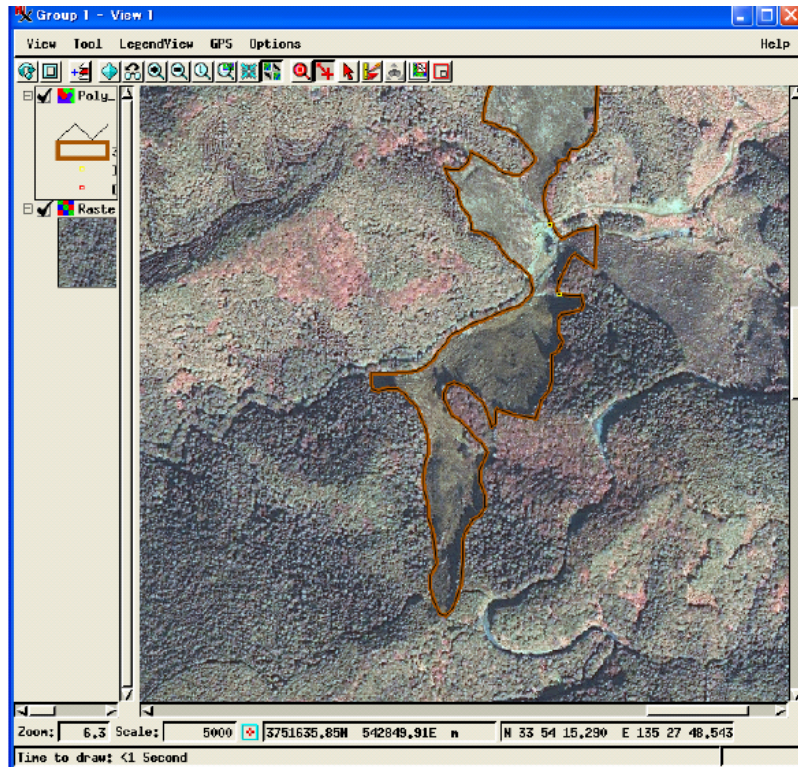 Group 1 - View 1
View Tool LegendView GPS Options Help
Poly_
Raste
Zoom: 6.3 Scale: 5000 3751635.85N 542849.91E m N 33 54 15.290 E 135 27 48.543
Time to draw: <1 Second